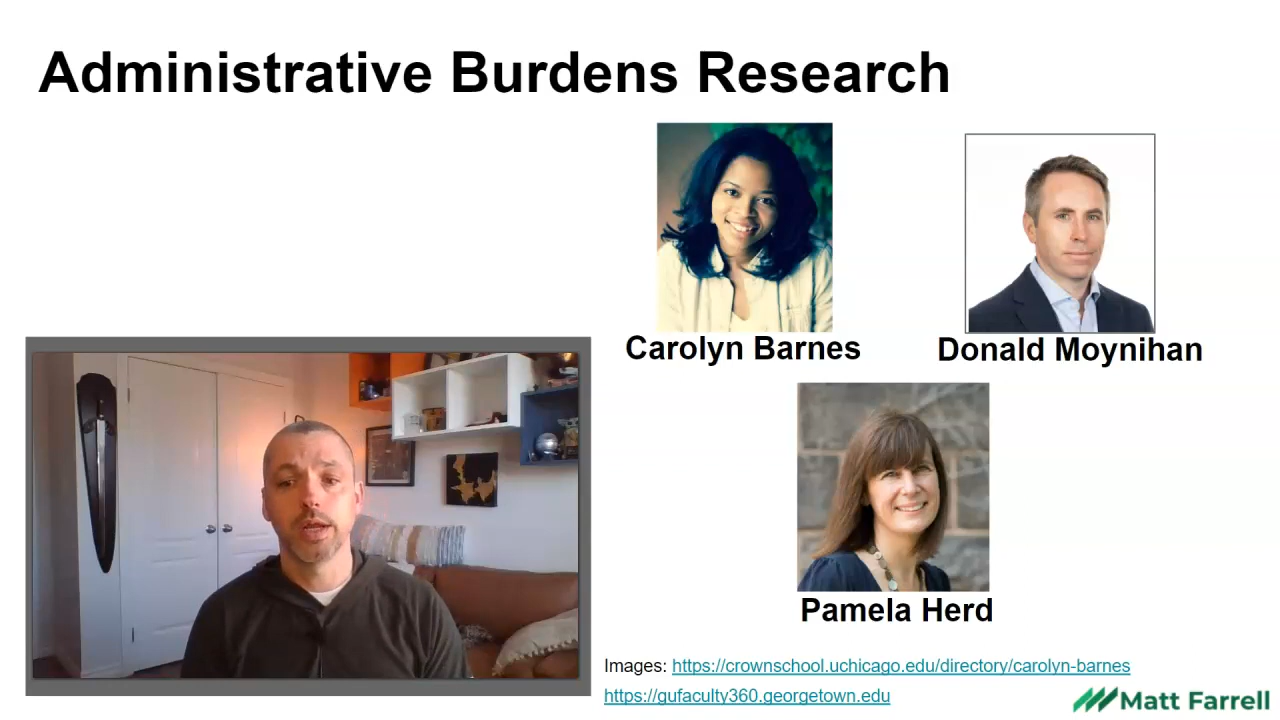 Administrative Burdens Research
Carolyn Barnes
Donald Moynihan
Pamela Herd
Images: https://crownschool.uchicago.edu/directory/carolyn-barnes
https://gufaculty360.georgetown.edu
Matt Farrell